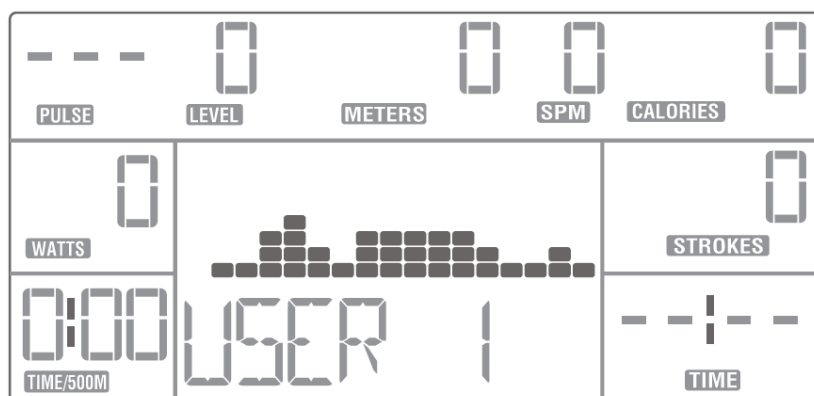 --- 0 0 0 0
PULSE LEVEL METERS SPM CALORIES
0 0
WATTS STROKES
0:00 USER 1 --:--
TIME/500M TIME